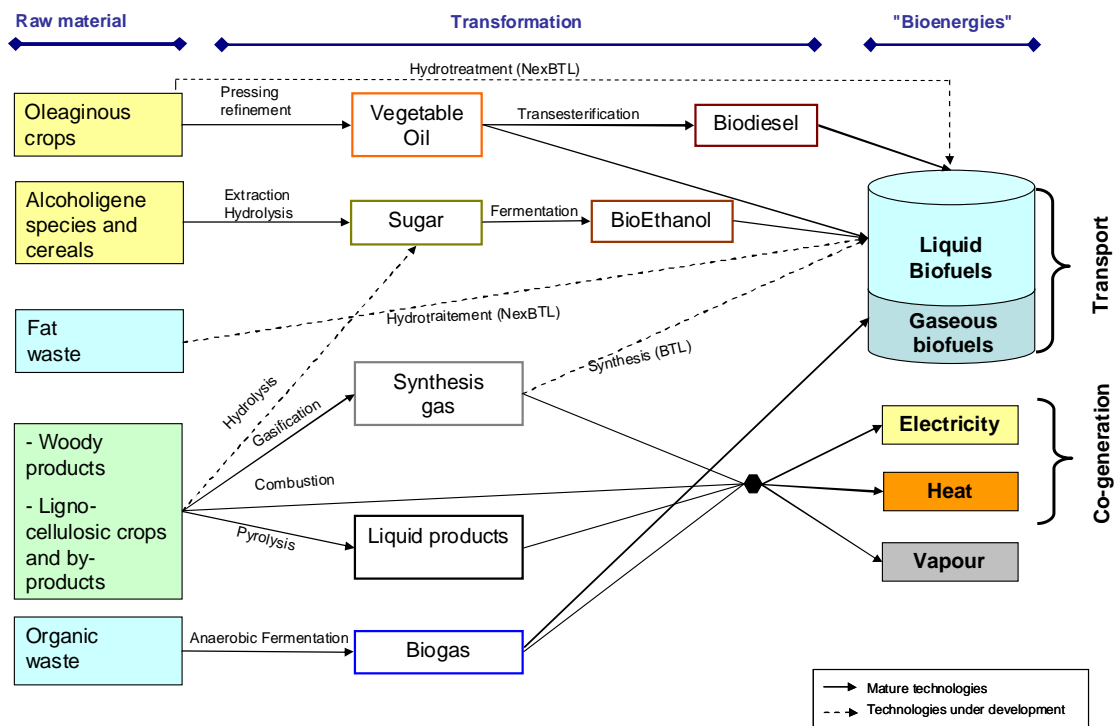 Raw material
Transformation
"Bioenergies"
Hydrotreatment (NexBTL)
Oleaginous
crops
Pressing
refinement
Vegetable
Oil
Transesterification
Biodiesel
Alcoholigene
species and
cereals
Extraction
Hydrolysis
Sugar
Fermentation
BioEthanol
Liquid
Biofuels
Gaseous
biofuels
Transport
Fat
waste
Hydrotraitement (NexBTL)
Hydrolysis
Gasification
Synthesis
gas
Synthesis (BTL)
- Woody
products
- Ligno-
cellulosic crops
and by-
products
Combustion
Pyrolysis
Liquid products
Electricity
Heat
Vapour
Co-generation
Organic
waste
Anaerobic Fermentation
Biogas
Mature technologies
Technologies under development